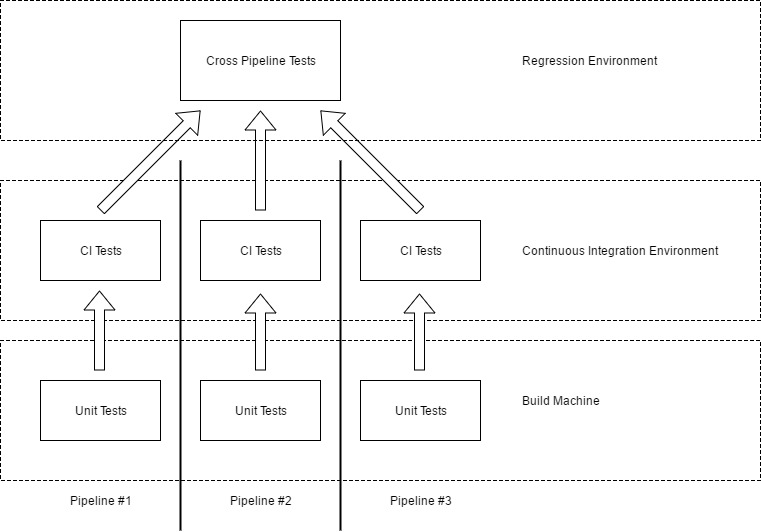 Cross Pipeline Tests
Regression Environment
CI Tests
CI Tests
CI Tests
Continuous Integration Environment
Unit Tests
Unit Tests
Unit Tests
Build Machine
Pipeline #1
Pipeline #2
Pipeline #3